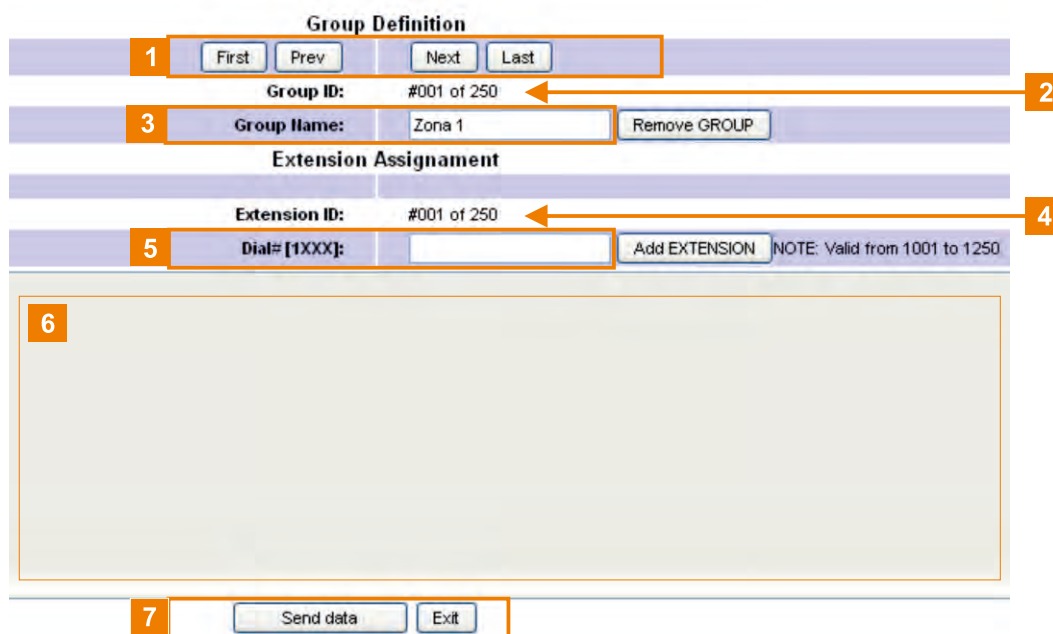 Group Definition
1 First Prev Next Last
Group ID: #001 of 250 2
3 Group Name: Zona 1 Remove GROUP
Extension Assignament
Extension ID: #001 of 250 4
5 Dial# [1XXX]: Add EXTENSION NOTE: Valid from 1001 to 1250
6
7 Send data Exit